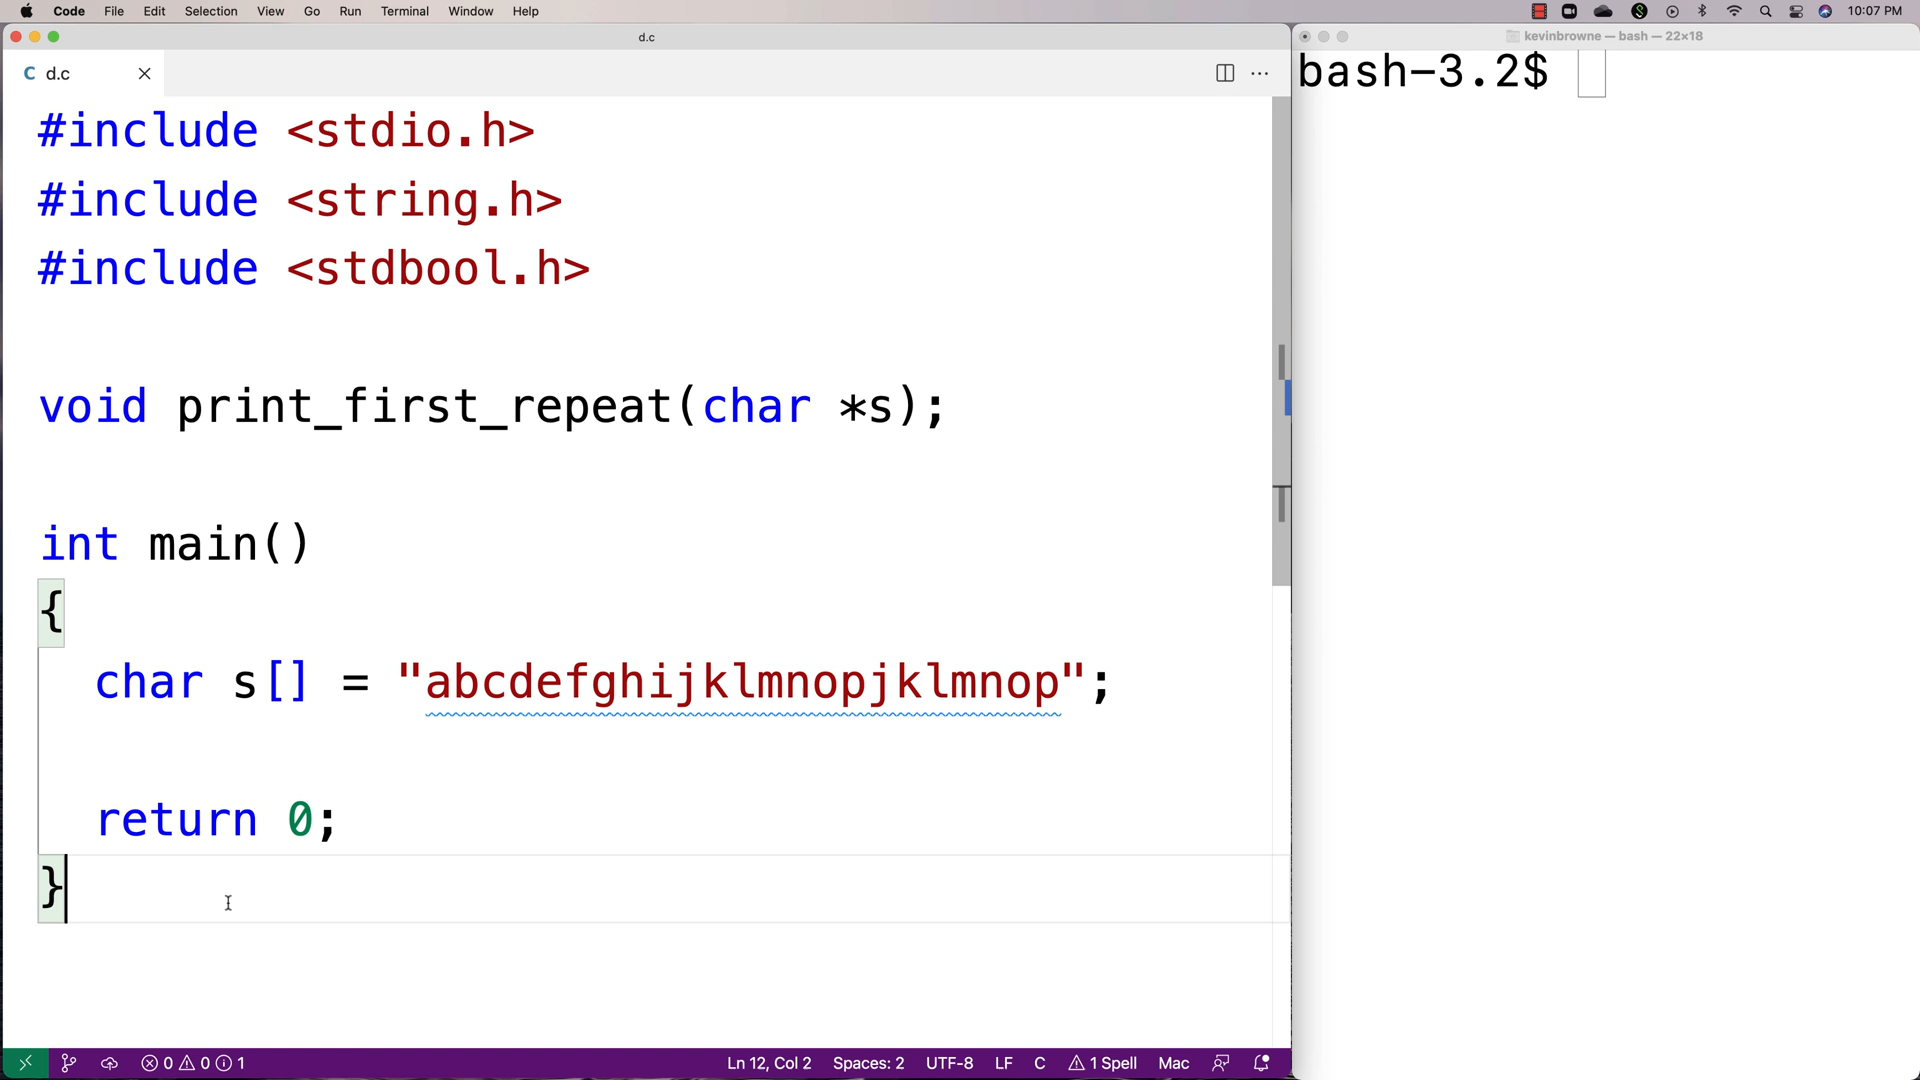 Code File Edit Selection View Go Run Terminal Window Help 10:07 PM
d.c
kevinbrowne — bash — 22×18
C d.c
bash-3.2$
#include <stdio.h>
#include <string.h>
#include <stdbool.h>
void print_first_repeat(char *s);
int main()
{
char s[] = "abcdefghijklmnopjklmnop";
return 0;
}
0 0 1 Ln 12, Col 2 Spaces: 2 UTF-8 LF C 1 Spell Mac